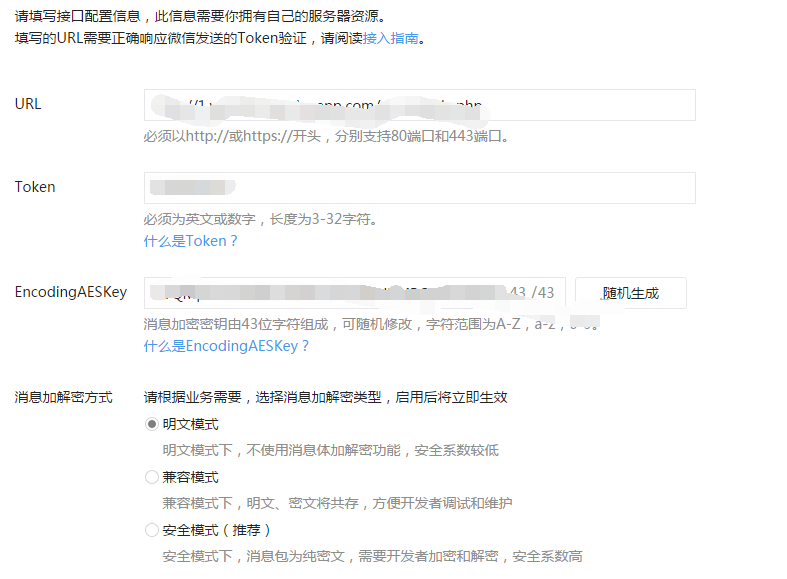 请填写接口配置信息，此信息需要你拥有自己的服务器资源。
填写的URL需要正确响应微信发送的Token验证，请阅读接入指南。
URL
必须以http://或https://开头，分别支持80端口和443端口。
Token
必须为英文或数字，长度为3-32字符。
什么是Token？
EncodingAESKey
43 /43
随机生成
消息加密密钥由43位字符组成，可随机修改，字符范围为A-Z，a-z，
什么是EncodingAESKey？
消息加解密方式
请根据业务需要，选择消息加解密类型，启用后将立即生效
明文模式
明文模式下，不使用消息体加解密功能，安全系数较低
兼容模式
兼容模式下，明文、密文将共存，方便开发者调试和维护
安全模式（推荐）
安全模式下，消息包为纯密文，需要开发者加密和解密，安全系数高